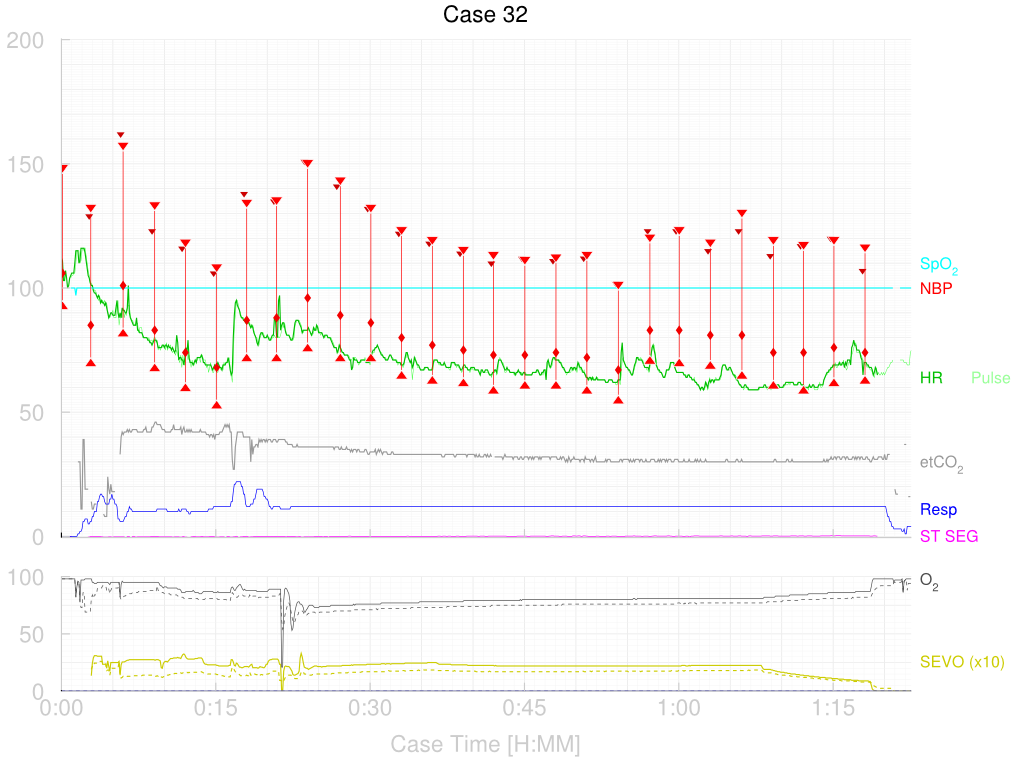 Case 32
200
150
100
50
0
SpO2
NBP
HR Pulse
etCO2
Resp
ST SEG
100
50
0
O2
SEVO (x10)
0:00 0:15 0:30 0:45 1:00 1:15
Case Time [H:MM]